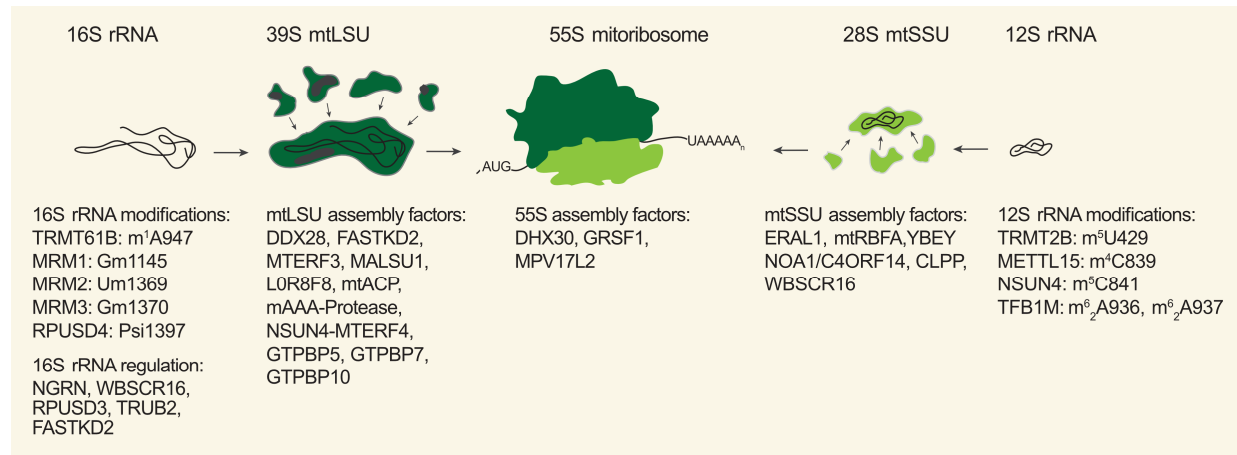 16S rRNA
39S mtLSU
55S mitoribosome
28S mtSSU
12S rRNA
UAAAAAn
AUG
16S rRNA modifications:
TRMT61B: m¹A947
MRM1: Gm1145
MRM2: Um1369
MRM3: Gm1370
RPUSD4: Psi1397
16S rRNA regulation:
NGRN, WBSCR16,
RPUSD3, TRUB2,
FASTKD2
mtLSU assembly factors:
DDX28, FASTKD2,
MTERF3, MALSU1,
L0R8F8, mtACP,
mAAA-Protease,
NSUN4-MTERF4,
GTPBP5, GTPBP7,
GTPBP10
55S assembly factors:
DHX30, GRSF1,
MPV17L2
mtSSU assembly factors:
ERAL1, mtRBFA,YBEY
NOA1/C4ORF14, CLPP,
WBSCR16
12S rRNA modifications:
TRMT2B: m⁵U429
METTL15: m⁴C839
NSUN4: m⁵C841
TFB1M: m⁶₂A936, m⁶₂A937